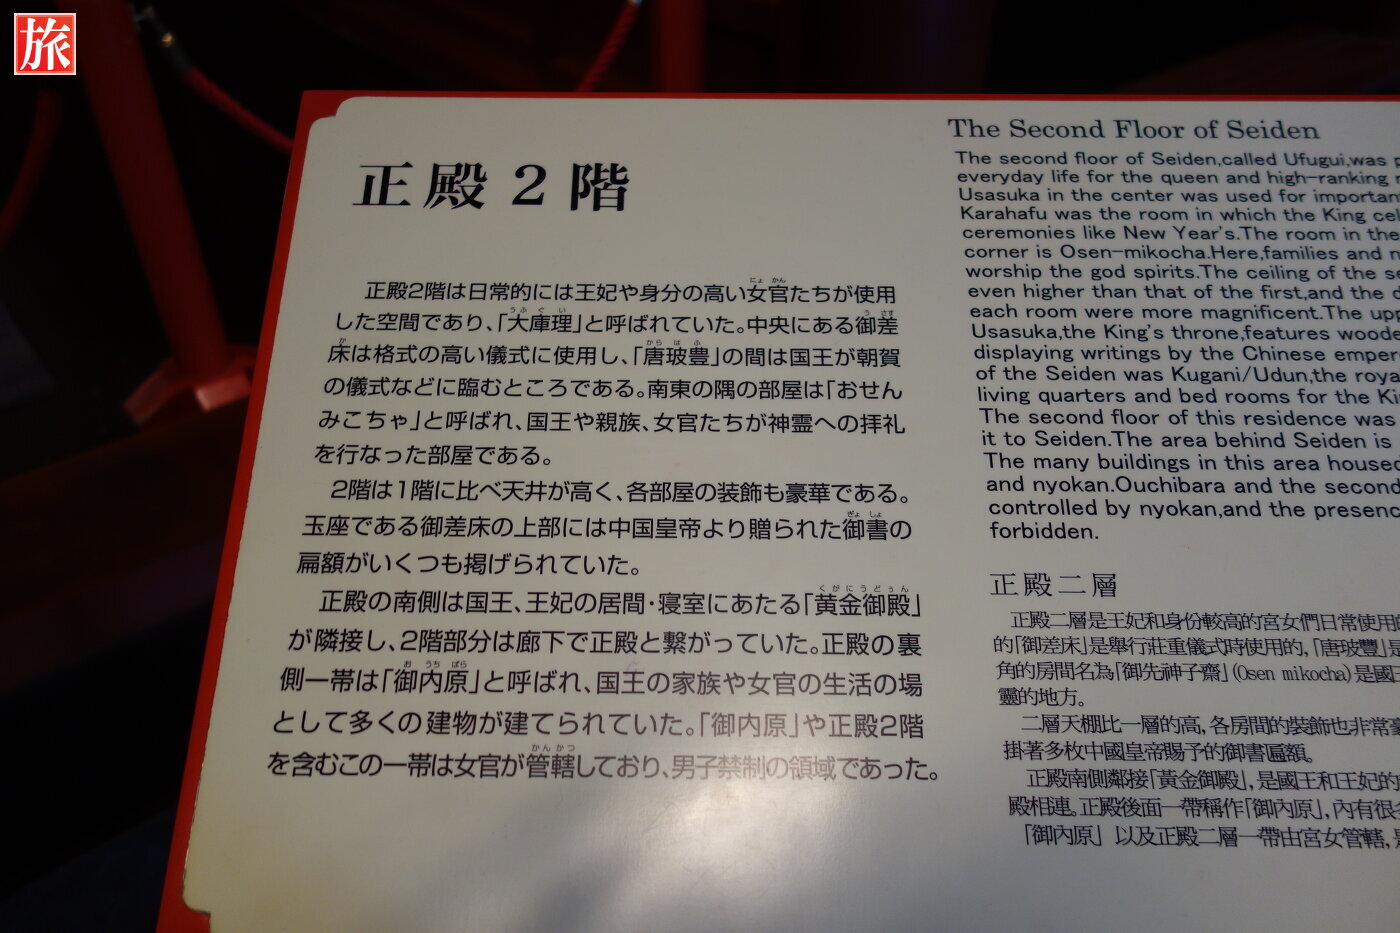 旅
正殿2階
正殿2階は日常的には王妃や身分の高い女官たちが使用
した空間であり、「大庫理」と呼ばれていた。中央にある御差
床は格式の高い儀式に使用し、「唐玻豊」の間は国王が朝賀
の儀式などに臨むところである。南東の隅の部屋は「おせん
みこちゃ」と呼ばれ、国王や親族、女官たちが神霊への拝礼
を行なった部屋である。
2階は1階に比べ天井が高く、各部屋の装飾も豪華である。
玉座である御差床の上部には中国皇帝より贈られた御書の
扁額がいくつも掲げられていた。
正殿の南側は国王、王妃の居間・寝室にあたる「黄金御殿」
が隣接し、2階部分は廊下で正殿と繋がっていた。正殿の裏
側一帯は「御内原」と呼ばれ、国王の家族や女官の生活の場
として多くの建物が建てられていた。「御内原」や正殿2階
を含むこの一帯は女官が管轄しており、男子禁制の領域であった。
The Second Floor of Seiden
The second floor of Seiden,called Ufugui,was
everyday life for the queen and high-ranking
Usasuka in the center was used for important
Karahafu was the room in which the King
ceremonies like New Year's.The room in the
corner is Osen-mikocha.Here,families and
worship the god spirits.The ceiling of the
even higher than that of the first,and the
each room were more magnificent.The
Usasuka,the King's throne,features
displaying writings by the Chinese
of the Seiden was Kugani/Udun,the
living quarters and bed rooms for the
The second floor of this residence was
it to Seiden.The area behind Seiden is
The many buildings in this area housed
and nyokan.Ouchibara and the second
controlled by nyokan,and the
forbidden.
正殿二層
正殿二層是王妃和身份較高的宮女們日常使用
的「御差床」是舉行莊重儀式時使用的,「唐玻豐」是
角的房間名為「御先神子齋」(Osen mikocha)是國王
靈的地方。
二層天棚比一層的高,各房間的裝飾也非常
掛著多枚中國皇帝賜予的御書匾額。
正殿南側鄰接「黃金御殿」,是國王和王妃的
殿相連。正殿後面一帶稱作「御內原」,內有很
「御內原」以及正殿二層一帶由宮女管轄,